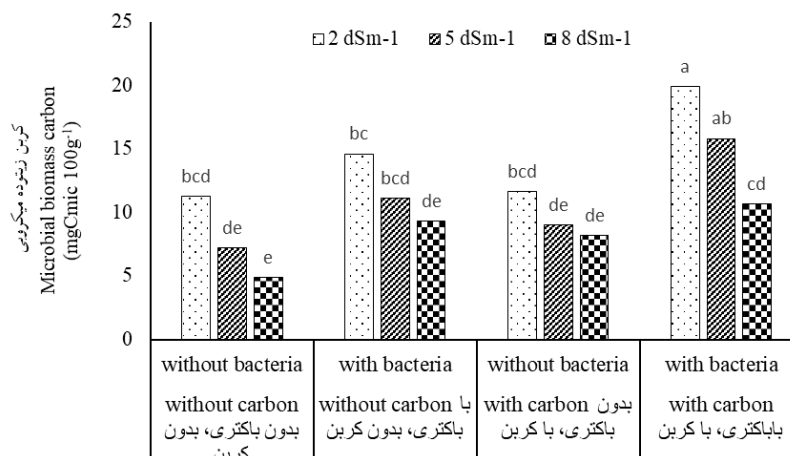 کربن زیتوده میکروبی
Microbial biomass carbon
(mgCmic 100g-1)
25
20
15
10
5
0
2 dSm-1 5 dSm-1 8 dSm-1
bcd de e
bc bcd de
bcd de de
a ab cd
without bacteria
without carbon
بدون باکتری، بدون
کربن
with bacteria
without carbon با
باکتری، بدون کربن
without bacteria
with carbon بدون
باکتری، با کربن
with bacteria
with carbon
باباکتری، با کربن